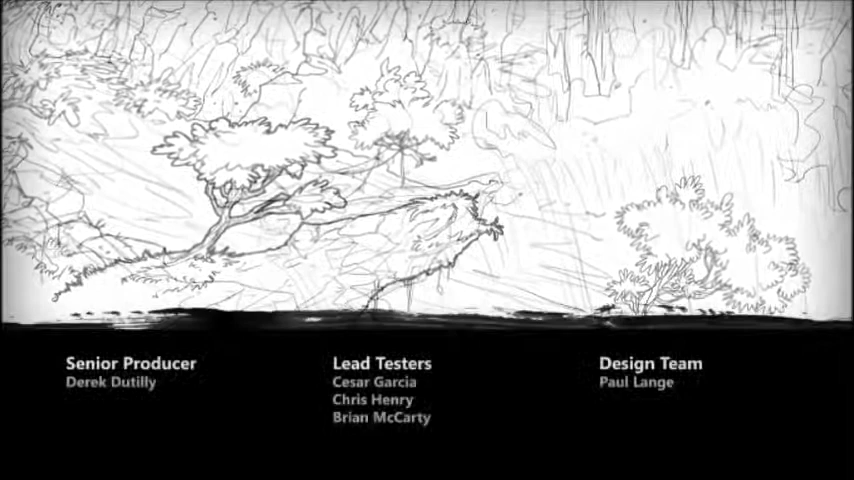 Senior Producer
Derek Dutilly
Lead Testers
Cesar Garcia
Chris Henry
Brian McCarty
Design Team
Paul Lange